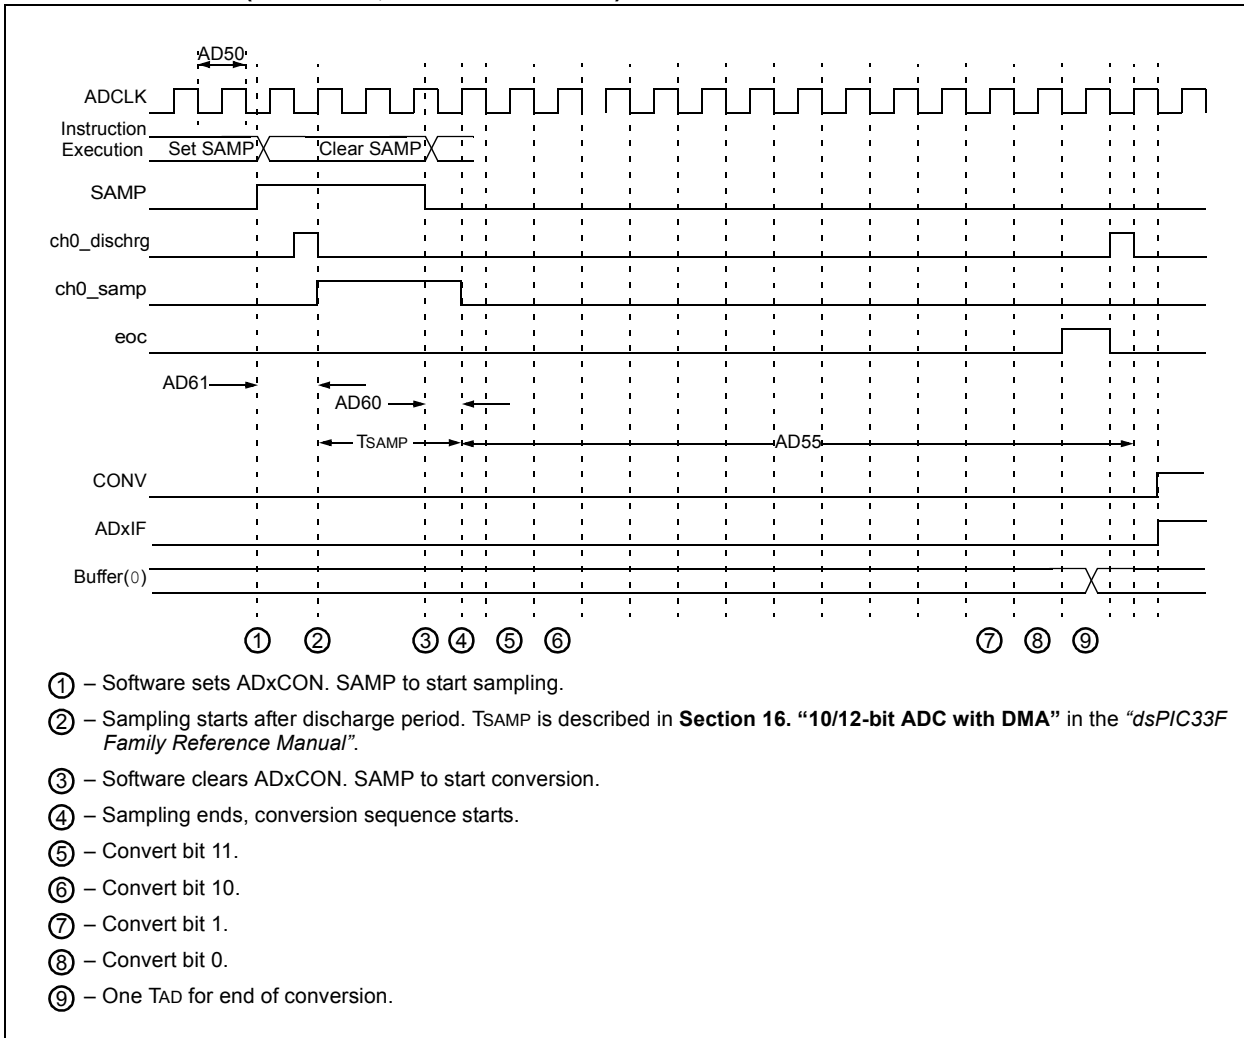 AD50
ADCLK
Instruction
Execution
Set SAMP
Clear SAMP
SAMP
ch0_dischrg
ch0_samp
eoc
AD61
AD60
TSAMP
AD55
CONV
ADxIF
Buffer(0)
1 2 3 4 5 6 7 8 9
1 – Software sets ADxCON. SAMP to start sampling.
2 – Sampling starts after discharge period. TSAMP is described in Section 16. “10/12-bit ADC with DMA” in the “dsPIC33F
Family Reference Manual”.
3 – Software clears ADxCON. SAMP to start conversion.
4 – Sampling ends, conversion sequence starts.
5 – Convert bit 11.
6 – Convert bit 10.
7 – Convert bit 1.
8 – Convert bit 0.
9 – One TAD for end of conversion.